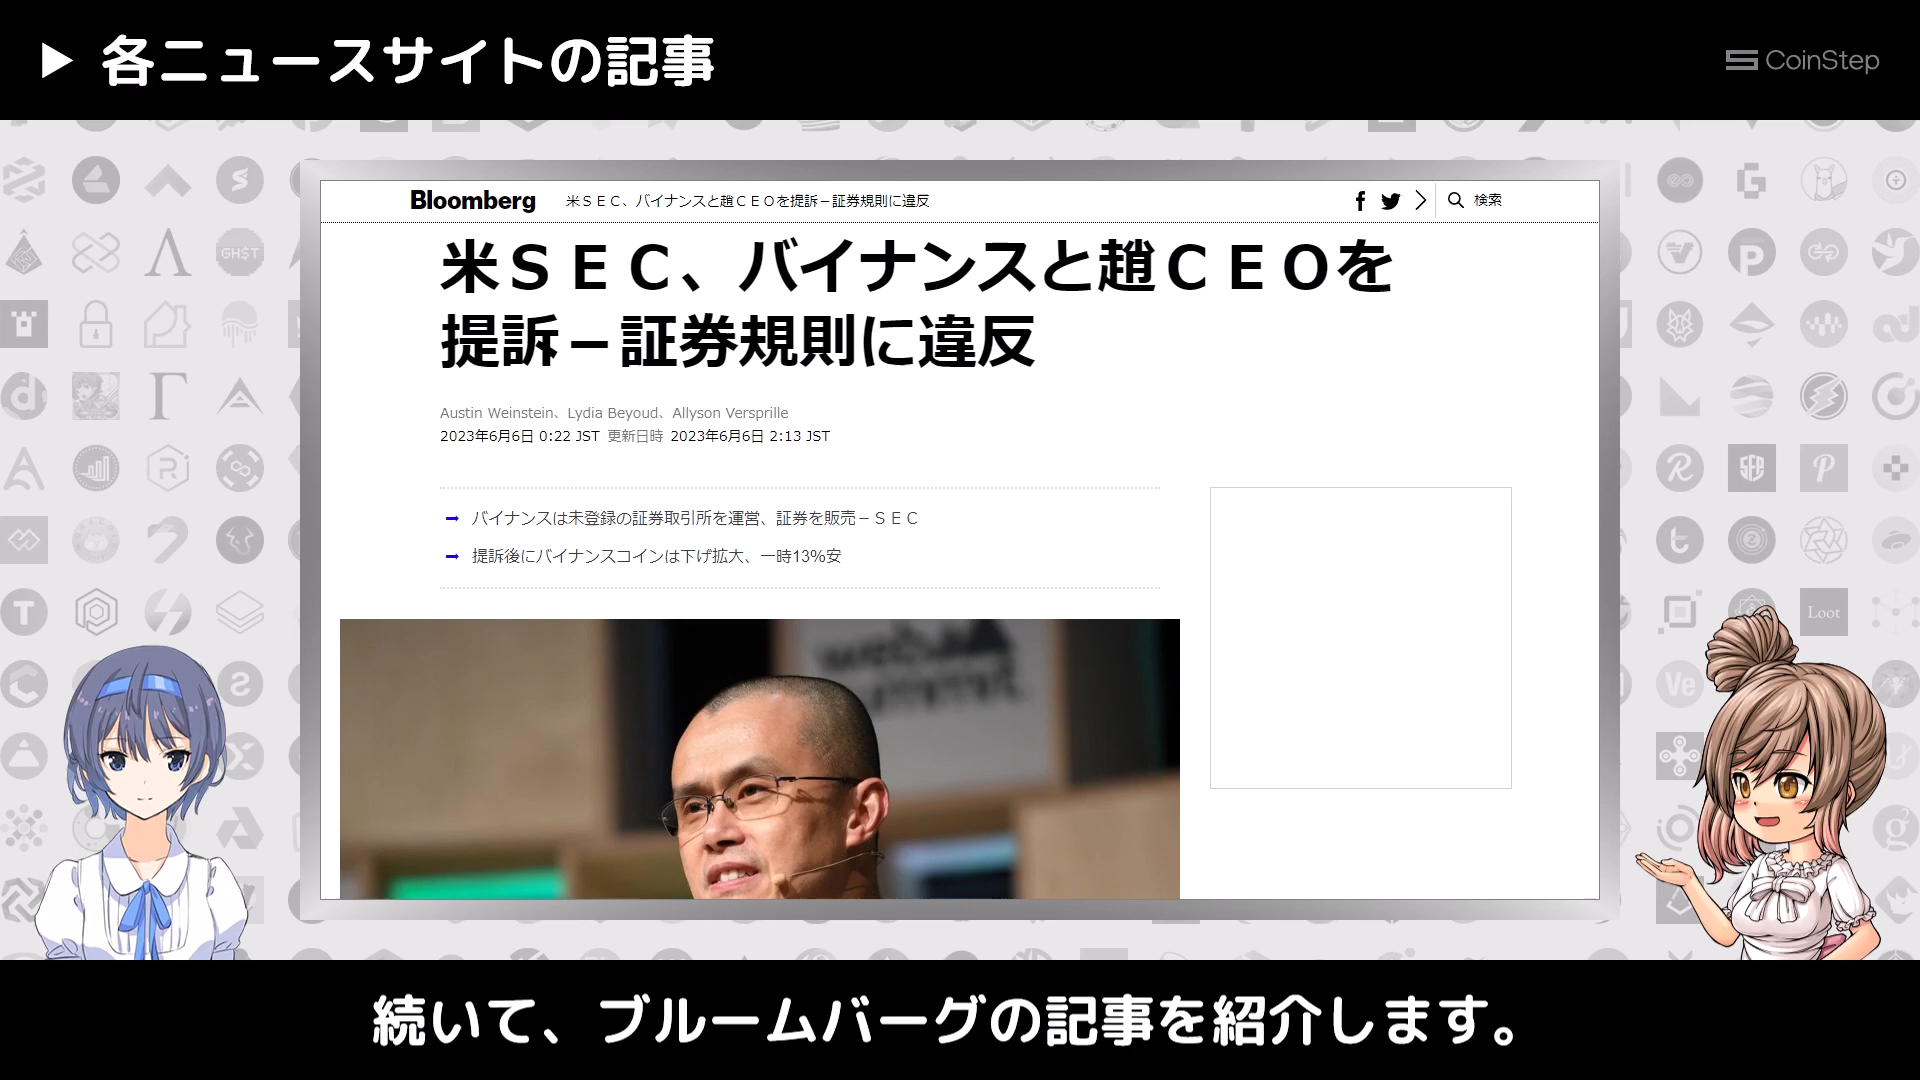 ▶ 各ニュースサイトの記事
CoinStep
Bloomberg 米ＳＥＣ、バイナンスと趙ＣＥＯを提訴－証券規則に違反
検索
米ＳＥＣ、バイナンスと趙ＣＥＯを
提訴－証券規則に違反
Austin Weinstein、Lydia Beyoud、Allyson Versprille
2023年6月6日 0:22 JST 更新日時 2023年6月6日 2:13 JST
バイナンスは未登録の証券取引所を運営、証券を販売－ＳＥＣ
提訴後にバイナンスコインは下げ拡大、一時13%安
GH$T
SFP
Loot
Ve
続いて、ブルームバーグの記事を紹介します。